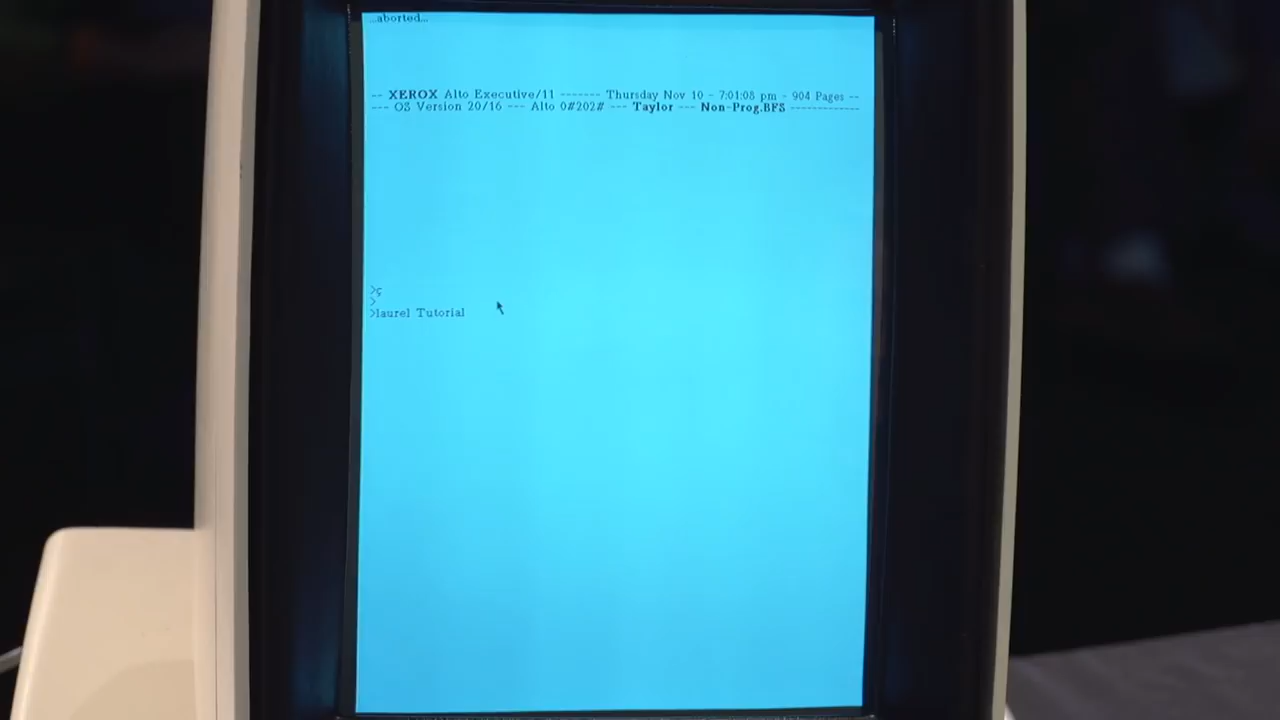 ...aborted...
-- XEROX Alto Executive/11 ------- Thursday Nov 10 - 7:01:08 pm - 904 Pages --
--- OS Version 20/16 --- Alto 0#202# --- Taylor --- Non-Prog.BFS ------------
>ç
>
>laurel Tutorial